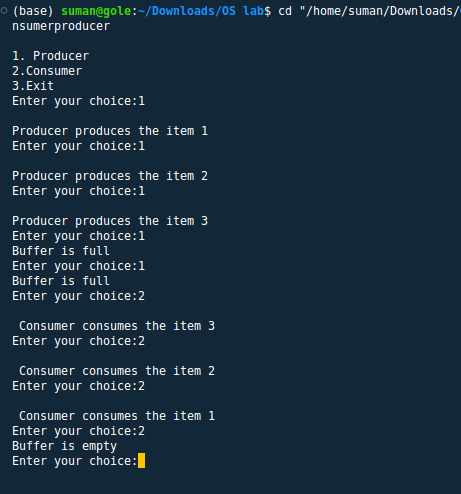 (base) suman@gole:~/Downloads/OS lab$ cd "/home/suman/Downloads/
nsumerproducer
1. Producer
2.Consumer
3.Exit
Enter your choice:1
Producer produces the item 1
Enter your choice:1
Producer produces the item 2
Enter your choice:1
Producer produces the item 3
Enter your choice:1
Buffer is full
Enter your choice:1
Buffer is full
Enter your choice:2
Consumer consumes the item 3
Enter your choice:2
Consumer consumes the item 2
Enter your choice:2
Consumer consumes the item 1
Enter your choice:2
Buffer is empty
Enter your choice: